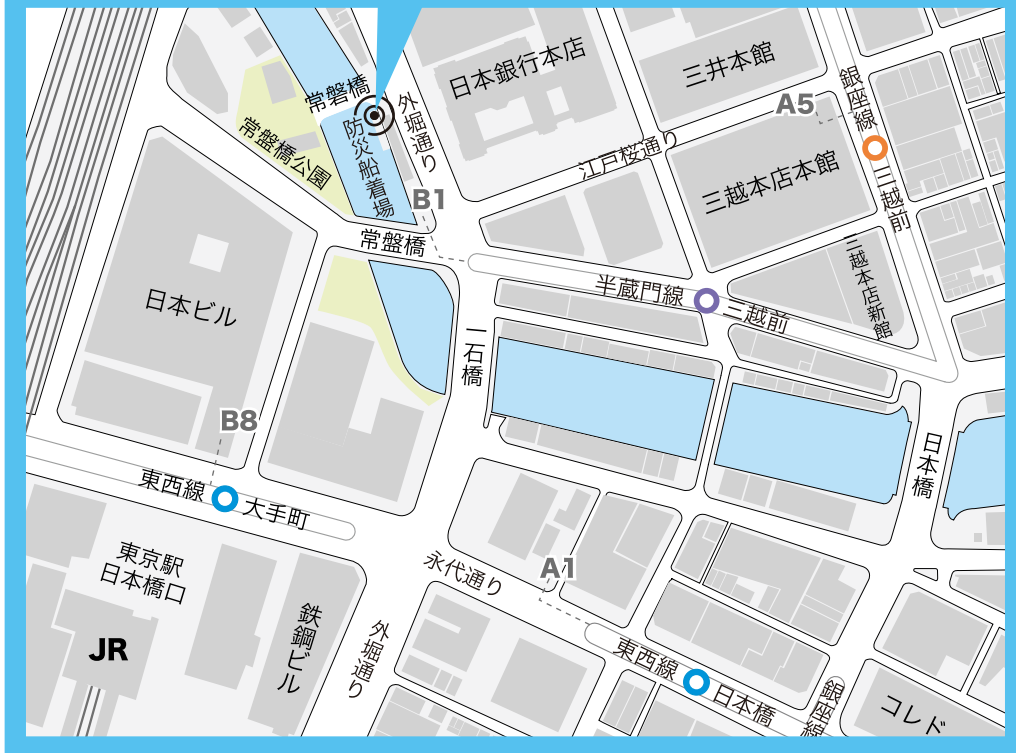 日本銀行本店
三井本館
常磐橋
外堀通り
銀座線
A5
防災船着場
常盤橋公園
江戸桜通り
三越本店本館
B1
三越前
常盤橋
三越本店新館
半蔵門線
三越前
日本ビル
一石橋
B8
日本橋
東西線
大手町
東京駅
日本橋口
永代通り
A1
鉄鋼ビル
外堀通り
JR
東西線
日本橋
銀座線
コレド